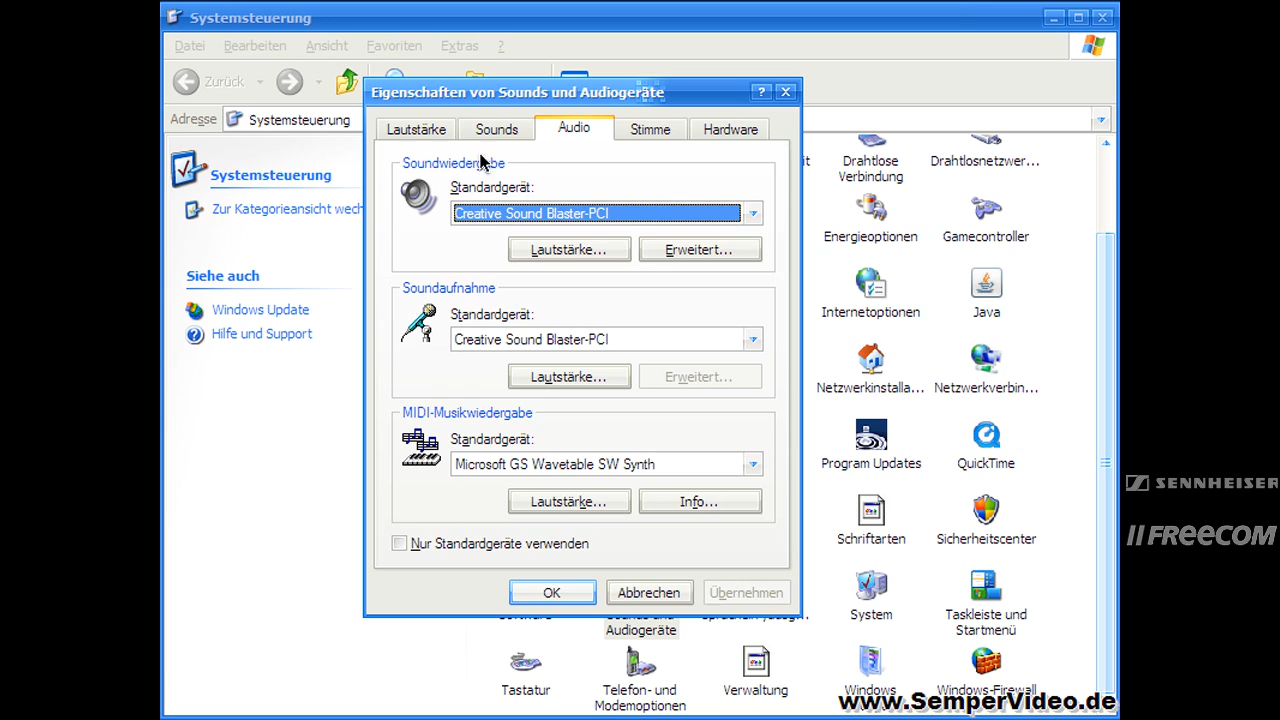 Systemsteuerung
Datei Bearbeiten Ansicht Favoriten Extras ?
Zurück
Adresse Systemsteuerung
Systemsteuerung
Zur Kategorieansicht wech
Siehe auch
Windows Update
Hilfe und Support
Eigenschaften von Sounds und Audiogeräte
Lautstärke Sounds Audio Stimme Hardware
Soundwiedergabe
Standardgerät:
Creative Sound Blaster-PCI
Lautstärke... Erweitert...
Soundaufnahme
Standardgerät:
Creative Sound Blaster-PCI
Lautstärke... Erweitert...
MIDI-Musikwiedergabe
Standardgerät:
Microsoft GS Wavetable SW Synth
Lautstärke... Info...
Nur Standardgeräte verwenden
OK Abbrechen Übernehmen
Drahtlose
Verbindung
Drahtlosnetzwer...
Energieoptionen Gamecontroller
Internetoptionen Java
Netzwerkinstalla... Netzwerkverbin...
Program Updates QuickTime
Schriftarten Sicherheitscenter
System Taskleiste und
Startmenü
Audiogeräte
Tastatur Telefon- und
Modemoptionen
Verwaltung Windows Windows-Firewall
SENNHEISER
FREECOM
www.SemperVideo.de